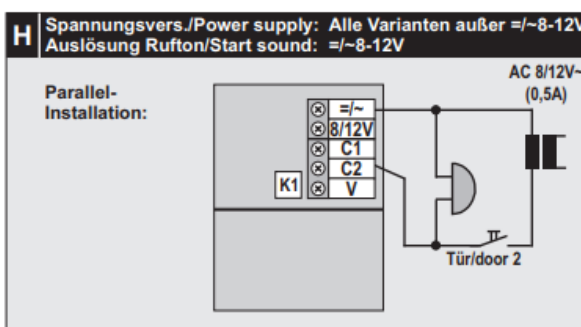 H Spannungsvers./Power supply: Alle Varianten außer =/~8-12V
Auslösung Rufton/Start sound: =/~8-12V
Parallel-
Installation:
AC 8/12V~
(0,5A)
=/~
8/12V
C1
C2
K1 V
Tür/door 2